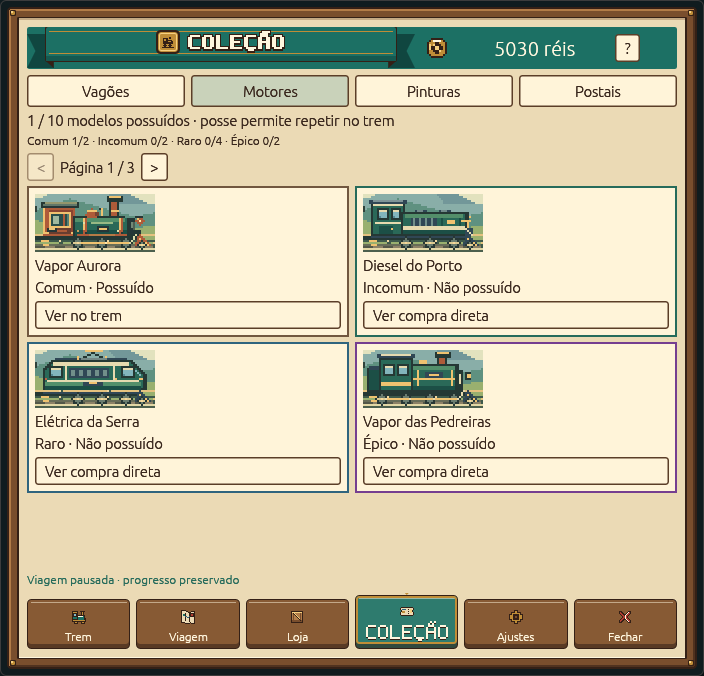 COLEÇÃO
5030 réis
?
Vagões
Motores
Pinturas
Postais
1 / 10 modelos possuídos · posse permite repetir no trem
Comum 1/2 · Incomum 0/2 · Raro 0/4 · Épico 0/2
< Página 1 / 3 >
Vapor Aurora
Comum · Possuído
Ver no trem
Diesel do Porto
Incomum · Não possuído
Ver compra direta
Elétrica da Serra
Raro · Não possuído
Ver compra direta
Vapor das Pedreiras
Épico · Não possuído
Ver compra direta
Viagem pausada · progresso preservado
Trem
Viagem
Loja
COLEÇÃO
Ajustes
Fechar